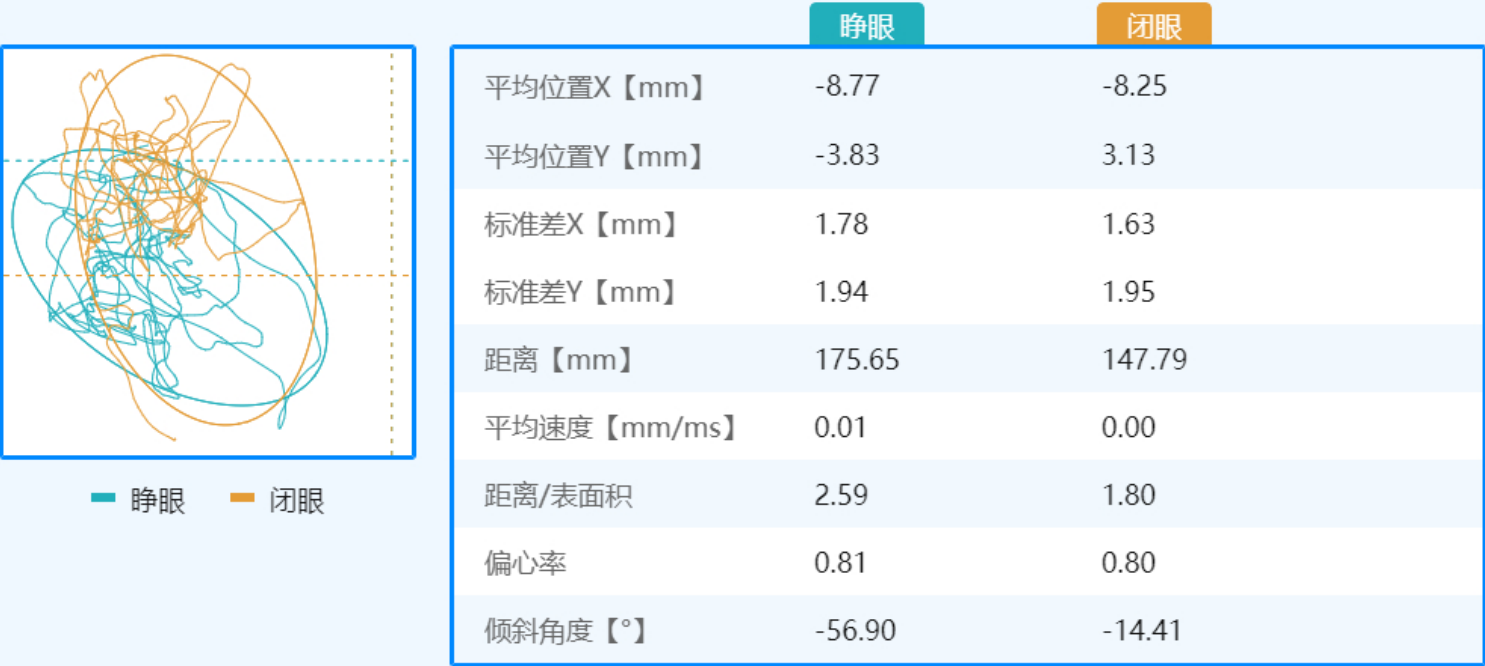 睁眼 闭眼
平均位置X【mm】 -8.77 -8.25
平均位置Y【mm】 -3.83 3.13
标准差X【mm】 1.78 1.63
标准差Y【mm】 1.94 1.95
距离【mm】 175.65 147.79
平均速度【mm/ms】 0.01 0.00
距离/表面积 2.59 1.80
偏心率 0.81 0.80
倾斜角度【°】 -56.90 -14.41
睁眼 闭眼